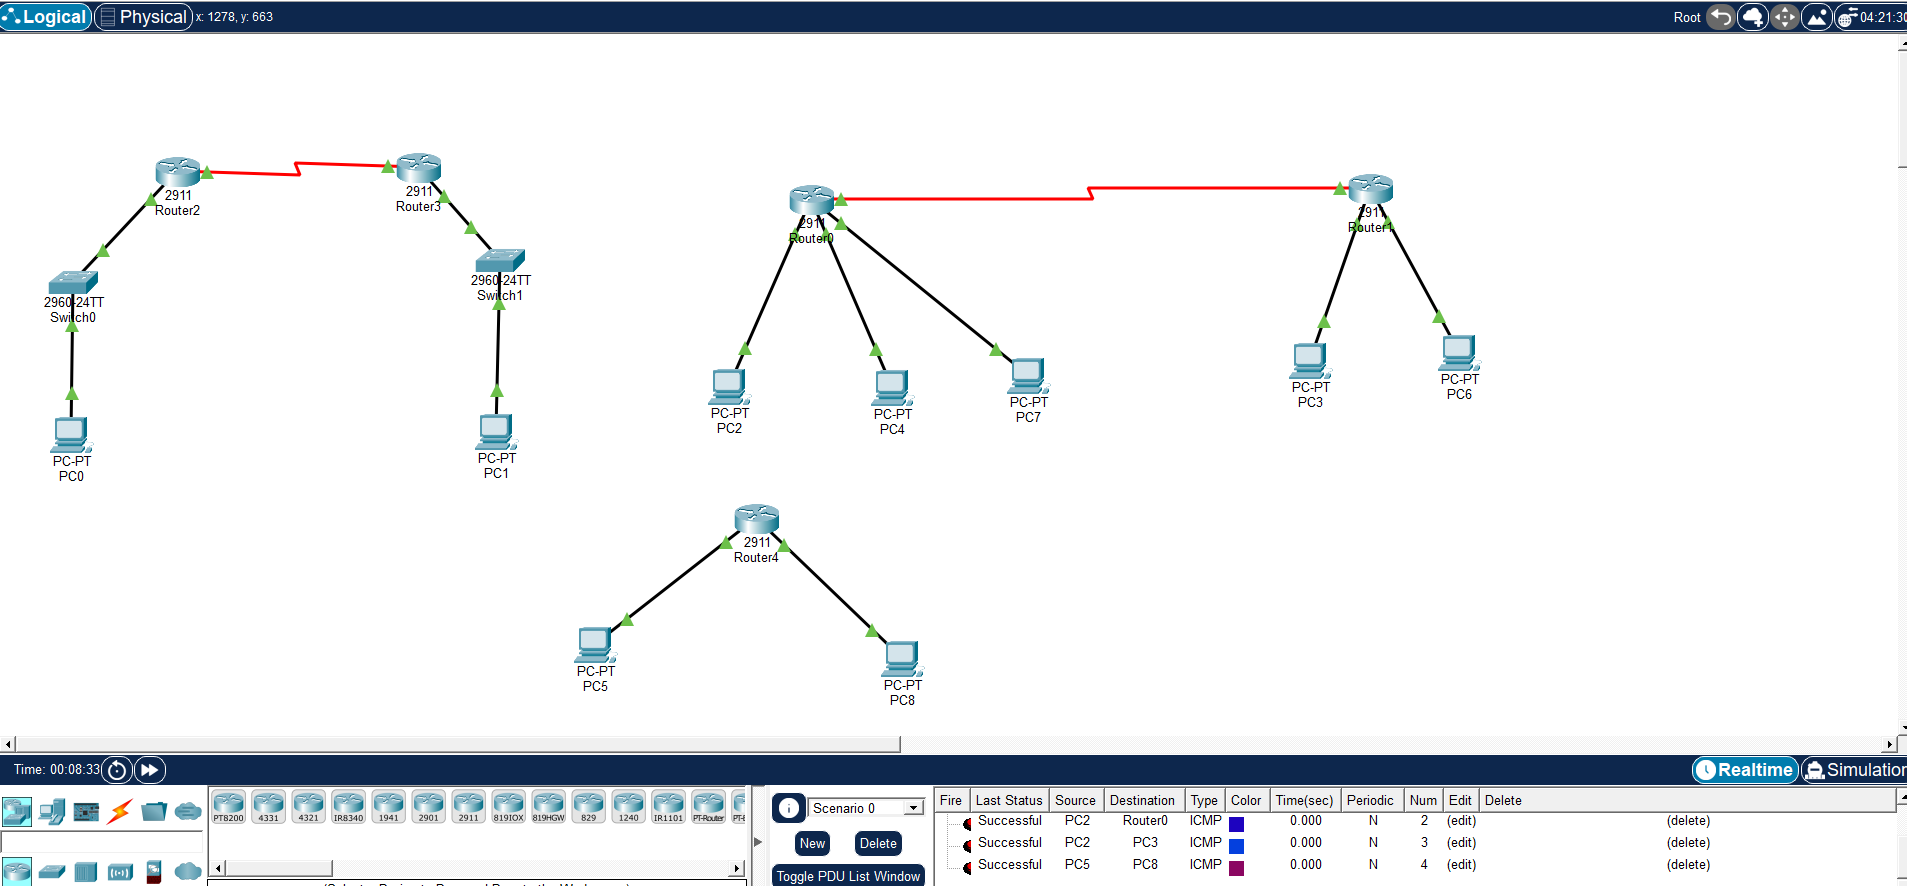 Logical Physical x: 1278, y: 663 Root 04:21:30
2911
Router2
2911
Router3
2960-24TT
Switch0
2960-24TT
Switch1
PC-PT
PC0
PC-PT
PC1
2911
Router0
2911
Router1
PC-PT
PC2
PC-PT
PC4
PC-PT
PC7
PC-PT
PC3
PC-PT
PC6
2911
Router4
PC-PT
PC5
PC-PT
PC8
Time: 00:08:33 Realtime Simulation
PT8200 4331 4321 IR8340 1941 2901 2911 819IOX 819HGW 829 1240 IR1101 PT-Router PT-E
Scenario 0
New Delete
Toggle PDU List Window
Fire Last Status Source Destination Type Color Time(sec) Periodic Num Edit Delete
Successful PC2 Router0 ICMP 0.000 N 2 (edit) (delete)
Successful PC2 PC3 ICMP 0.000 N 3 (edit) (delete)
Successful PC5 PC8 ICMP 0.000 N 4 (edit) (delete)